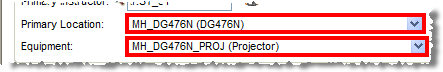 Primary Location: MH_DG476N (DG476N)
Equipment: MH_DG476N_PROJ (Projector)